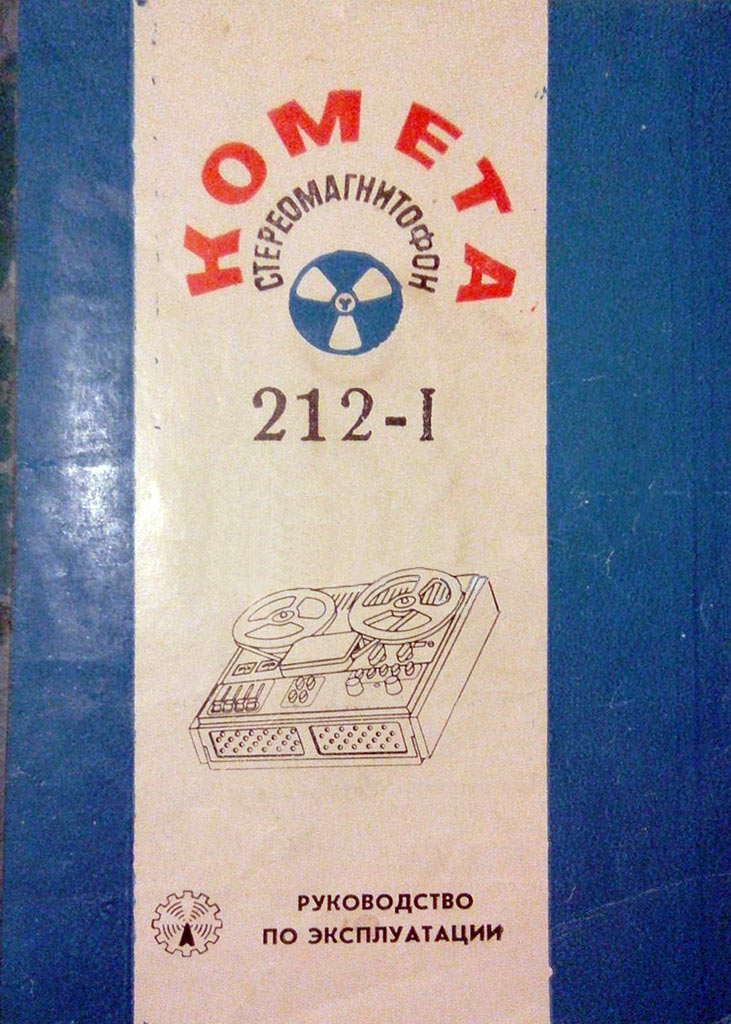 КОМЕТА
СТЕРЕОМАГНИТОФОН
212-I
РУКОВОДСТВО
ПО ЭКСПЛУАТАЦИИ